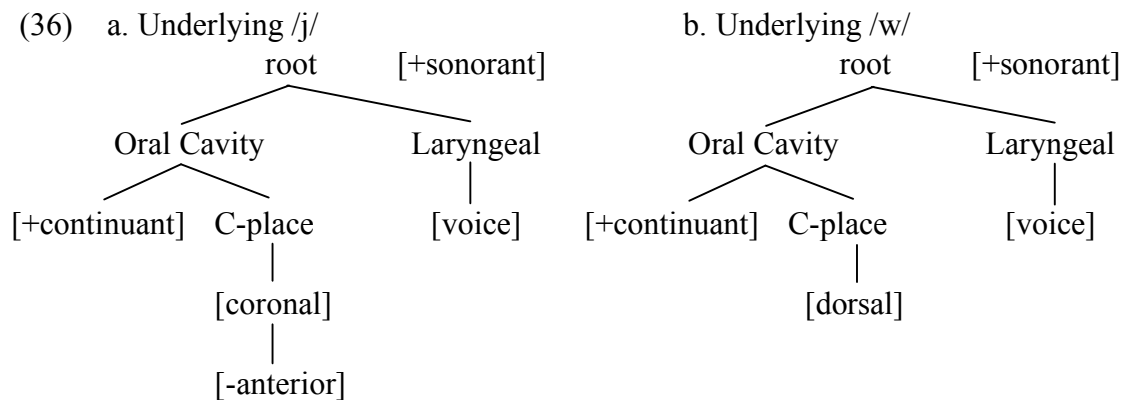 (36) a. Underlying /j/ b. Underlying /w/
root [+sonorant] root [+sonorant]
Oral Cavity Laryngeal Oral Cavity Laryngeal
[+continuant] C-place [voice] [+continuant] C-place [voice]
[coronal] [dorsal]
[-anterior]